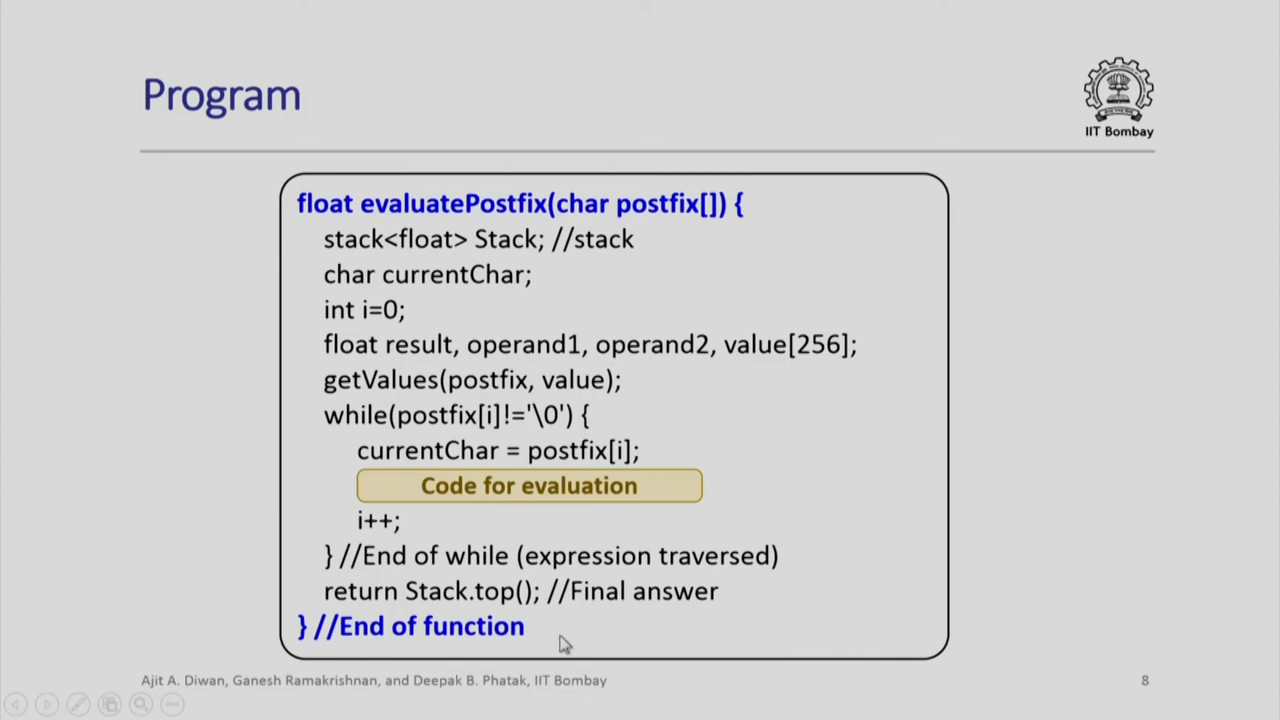 Program
IIT Bombay
float evaluatePostfix(char postfix[]) {
stack<float> Stack; //stack
char currentChar;
int i=0;
float result, operand1, operand2, value[256];
getValues(postfix, value);
while(postfix[i]!='\0') {
currentChar = postfix[i];
Code for evaluation
i++;
} //End of while (expression traversed)
return Stack.top(); //Final answer
} //End of function
Ajit A. Diwan, Ganesh Ramakrishnan, and Deepak B. Phatak, IIT Bombay
8